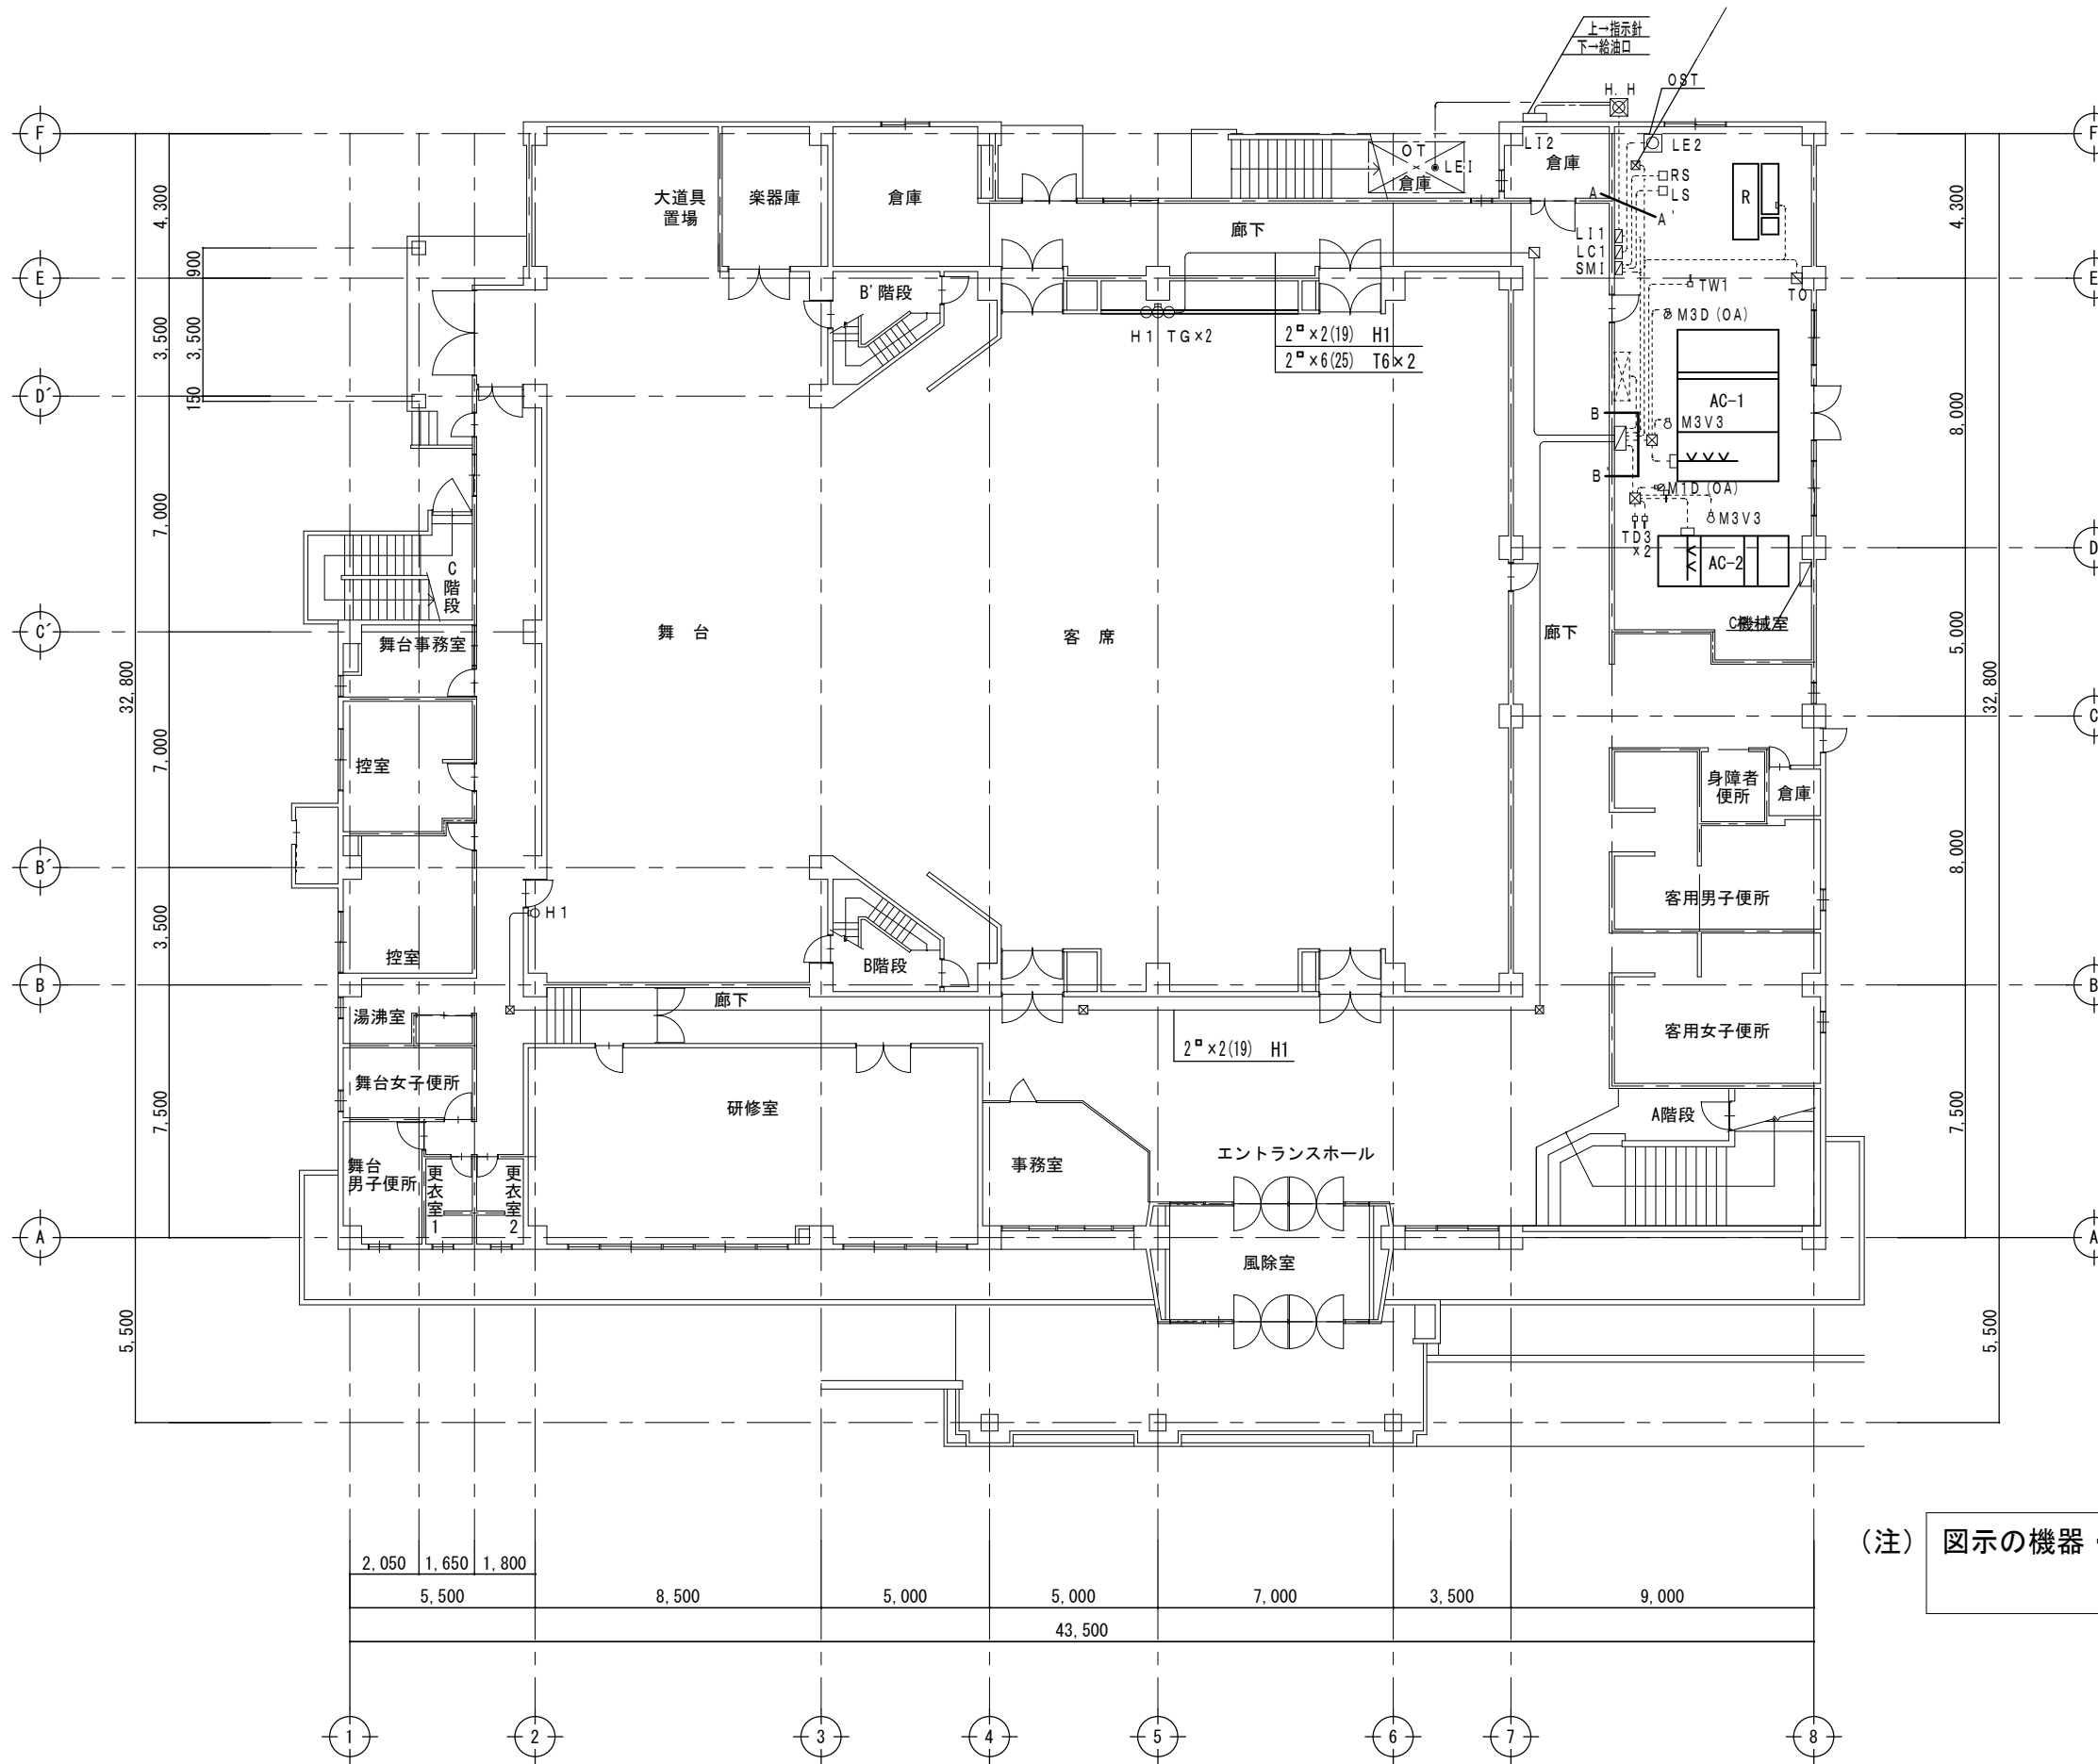 上→指示針
下→給油口
H. H
OST
F
F
LI2
LE2
OT
LEI
倉庫
倉庫
RS
LS
R
A
A'
4,300
大道具
置場
楽器庫
倉庫
廊下
LI1
LC1
SMI
4,300
E
E
900
B'階段
TW1
TO
H1 TG×2
2□×2(19) H1
2□×6(25) T6×2
M3D (OA)
3,500
3,500
D′
150
AC-1
B
M3V3
8,000
B'
M1D (OA)
M3V3
7,000
TD3
×2
AC-2
D
C
階
段
C′
舞台事務室
舞 台
客 席
廊下
機械室
5,000
32,800
32,800
C
7,000
控室
身障者
便所
倉庫
B′
8,000
客用男子便所
3,500
H1
控室
B階段
B
B
廊下
湯沸室
客用女子便所
2□×2(19) H1
舞台女子便所
7,500
研修室
A階段
7,500
エントランスホール
事務室
舞台
男子便所
更
衣
室
1
更
衣
室
2
A
A
風除室
5,500
5,500
(注) 図示の機器
2,050
1,650
1,800
5,500
8,500
5,000
5,000
7,000
3,500
9,000
43,500
1
2
3
4
5
6
7
8